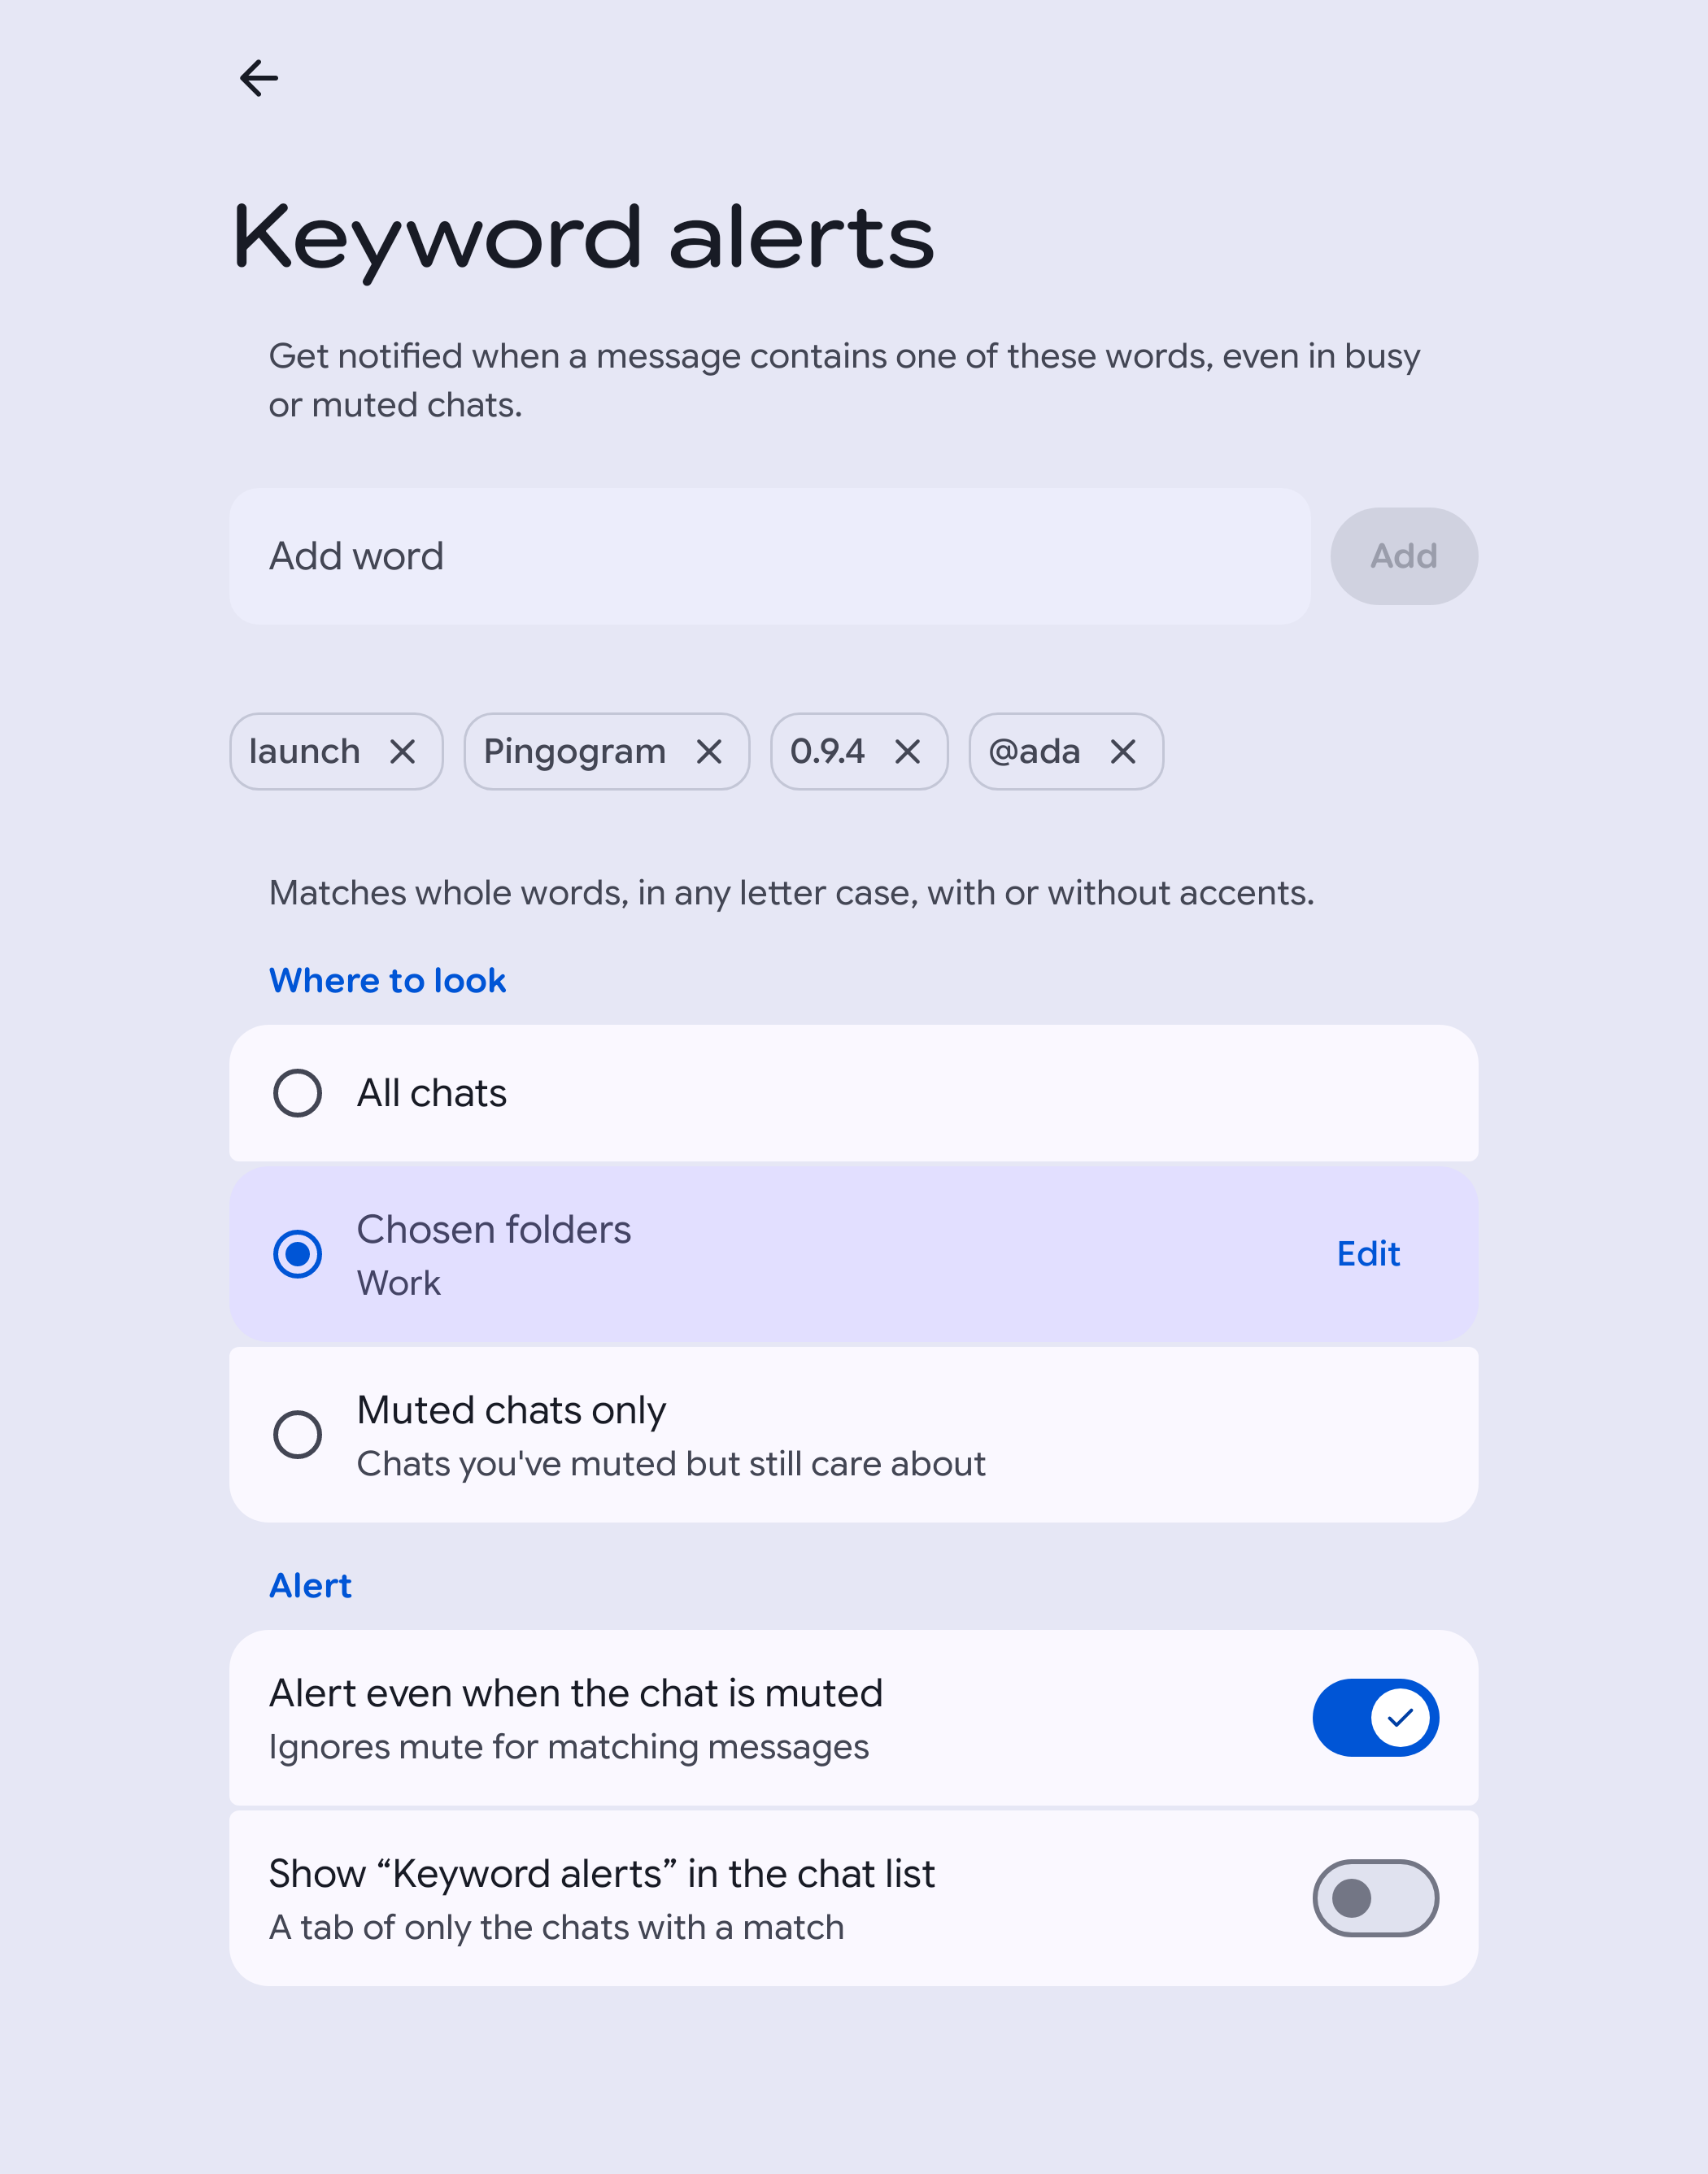 Keyword alerts
Get notified when a message contains one of these words, even in busy
or muted chats.
Add word
Add
launch
Pingogram
0.9.4
@ada
Matches whole words, in any letter case, with or without accents.
Where to look
All chats
Chosen folders
Work
Edit
Muted chats only
Chats you've muted but still care about
Alert
Alert even when the chat is muted
Ignores mute for matching messages
Show “Keyword alerts” in the chat list
A tab of only the chats with a match